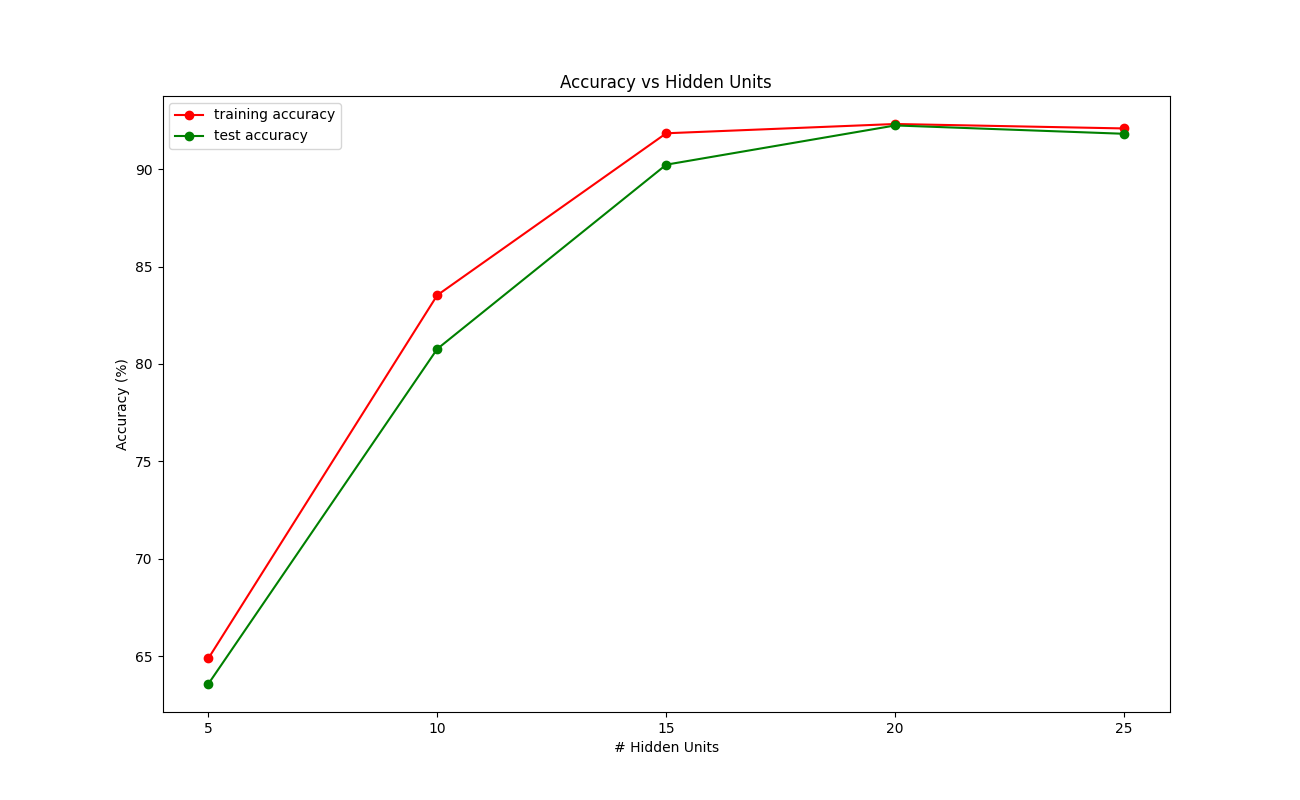 Accuracy vs Hidden Units
training accuracy
test accuracy
90
85
80
75
70
65
Accuracy (%)
5 10 15 20 25
# Hidden Units